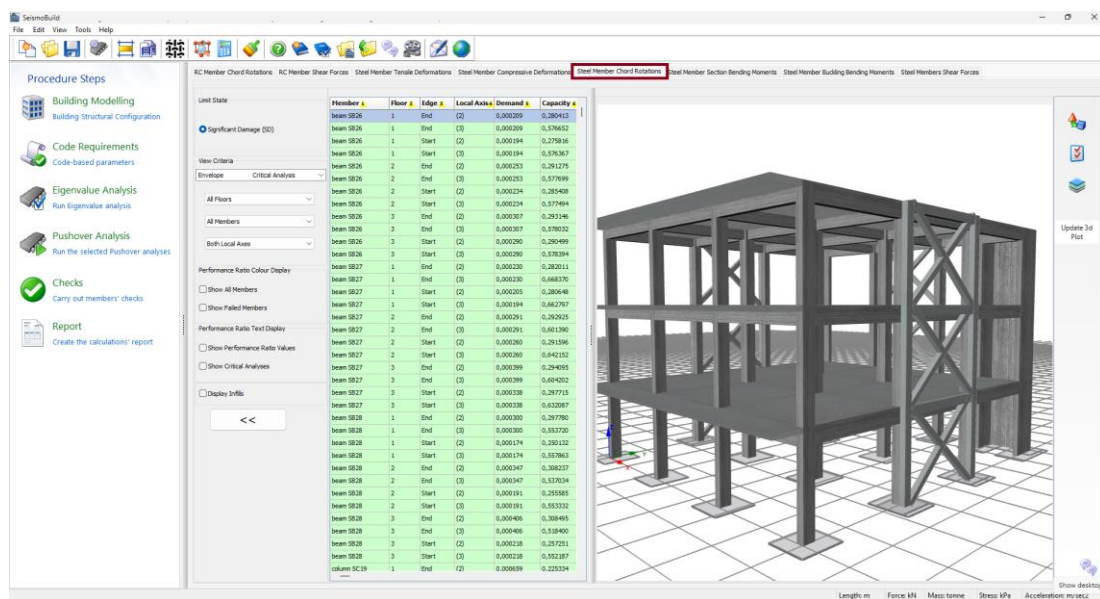 SeismoBuild
File Edit View Tools Help
Procedure Steps
Building Modelling
Building Structural Configuration
Code Requirements
Code-based parameters
Eigenvalue Analysis
Run Eigenvalue analysis
Pushover Analysis
Run the selected Pushover analyses
Checks
Carry out members' checks
Report
Create the calculations' report
RC Member Chord Rotations RC Member Shear Forces Steel Member Tensile Deformations Steel Member Compressive Deformations Steel Member Chord Rotations Steel Member Section Bending Moments Steel Member Buckling Bending Moments Steel Members Shear Forces
Limit State
Significant Damage (SD)
View Criteria
Envelope Critical Analysis
All Floors
All Members
Both Local Axes
Performance Ratio Colour Display
Show All Members
Show Failed Members
Performance Ratio Text Display
Show Performance Ratio Values
Show Critical Analyses
Display Infills
<<
Member Floor Edge Local Axis Demand Capacity
beam SB26 1 End (2) 0,000209 0,280413
beam SB26 1 End (3) 0,000209 0,576652
beam SB26 1 Start (2) 0,000194 0,275816
beam SB26 1 Start (3) 0,000194 0,576367
beam SB26 2 End (2) 0,000253 0,291275
beam SB26 2 End (3) 0,000253 0,577699
beam SB26 2 Start (2) 0,000234 0,285408
beam SB26 2 Start (3) 0,000234 0,577494
beam SB26 3 End (2) 0,000307 0,293146
beam SB26 3 End (3) 0,000307 0,578032
beam SB26 3 Start (2) 0,000290 0,290499
beam SB26 3 Start (3) 0,000290 0,578394
beam SB27 1 End (2) 0,000230 0,282011
beam SB27 1 End (3) 0,000230 0,668370
beam SB27 1 Start (2) 0,000205 0,280648
beam SB27 1 Start (3) 0,000194 0,662797
beam SB27 2 End (2) 0,000291 0,292925
beam SB27 2 End (3) 0,000291 0,601390
beam SB27 2 Start (2) 0,000260 0,291596
beam SB27 2 Start (3) 0,000260 0,642152
beam SB27 3 End (2) 0,000399 0,294095
beam SB27 3 End (3) 0,000399 0,604202
beam SB27 3 Start (2) 0,000338 0,297715
beam SB27 3 Start (3) 0,000338 0,632087
beam SB28 1 End (2) 0,000300 0,297780
beam SB28 1 End (3) 0,000300 0,553720
beam SB28 1 Start (2) 0,000174 0,250132
beam SB28 1 Start (3) 0,000174 0,557863
beam SB28 2 End (2) 0,000347 0,308237
beam SB28 2 End (3) 0,000347 0,537034
beam SB28 2 Start (2) 0,000191 0,255585
beam SB28 2 Start (3) 0,000191 0,553332
beam SB28 3 End (2) 0,000406 0,308495
beam SB28 3 End (3) 0,000406 0,518400
beam SB28 3 Start (2) 0,000218 0,257251
beam SB28 3 Start (3) 0,000218 0,552187
column SC19 1 End (2) 0,000659 0,225334
Update 3d
Plot
Show desktop
Length: m Force: kN Mass: tonne Stress: kPa Acceleration: m/sec2